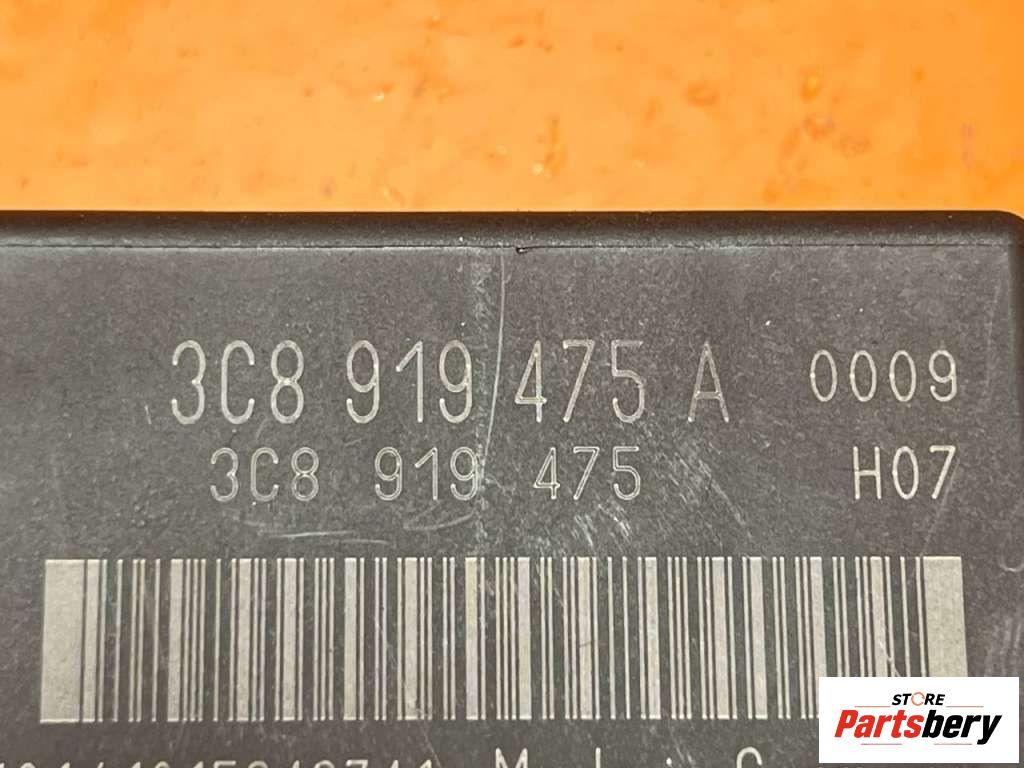 3C8 919 475 A 0009
3C8 919 475 H07
STORE
Partsbery